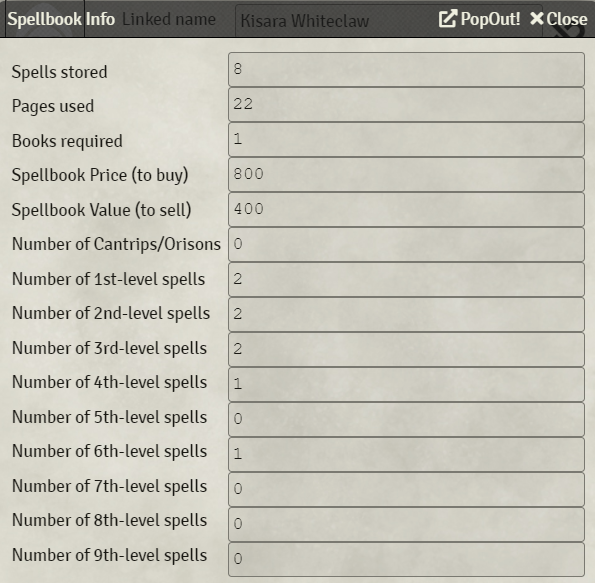 Spellbook Info Linked name Kisara Whiteclaw PopOut! Close
Spells stored 8
Pages used 22
Books required 1
Spellbook Price (to buy) 800
Spellbook Value (to sell) 400
Number of Cantrips/Orisons 0
Number of 1st-level spells 2
Number of 2nd-level spells 2
Number of 3rd-level spells 2
Number of 4th-level spells 1
Number of 5th-level spells 0
Number of 6th-level spells 1
Number of 7th-level spells 0
Number of 8th-level spells 0
Number of 9th-level spells 0